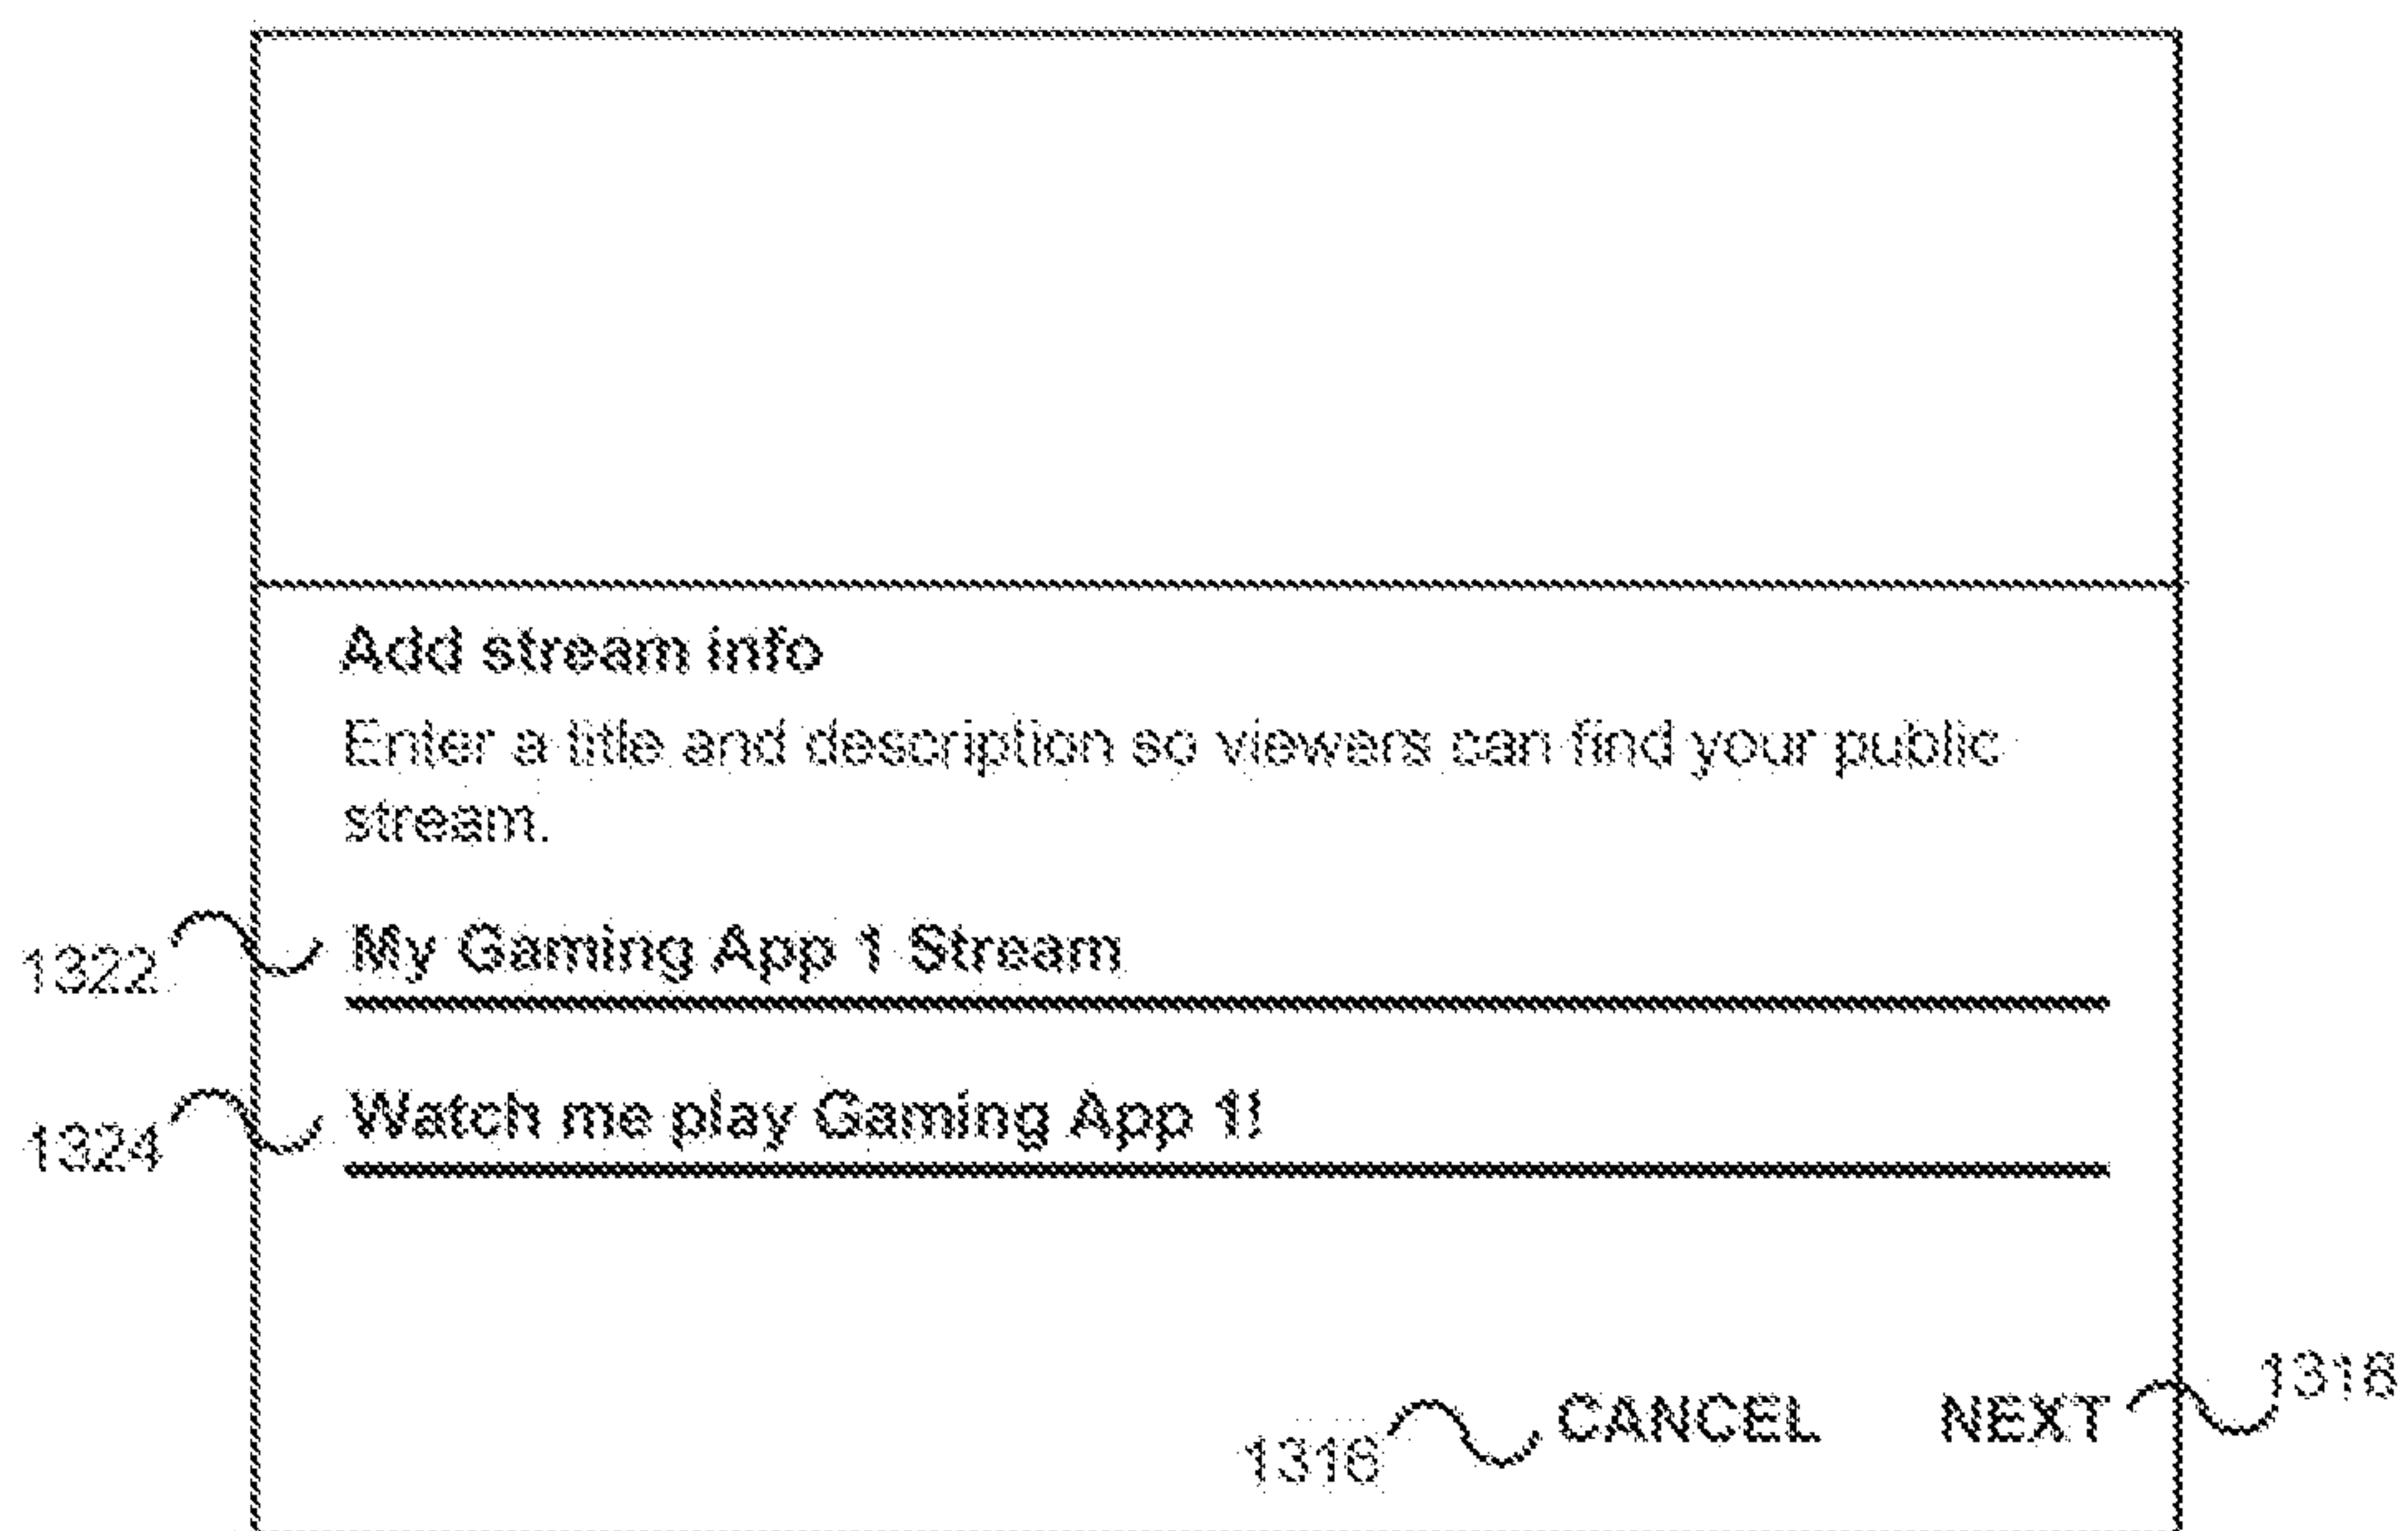 Add stream info
Enter a title and description so viewers can find your public
stream.
1322 My Gaming App 1 Stream
1324 Watch me play Gaming App 1!
1316 CANCEL NEXT 1318